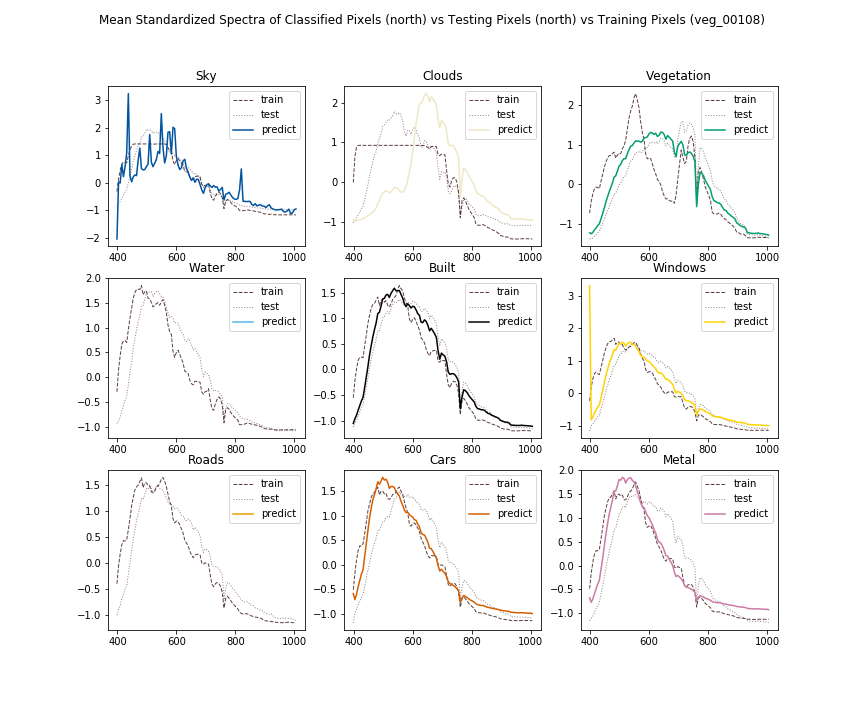 Mean Standardized Spectra of Classified Pixels (north) vs Testing Pixels (north) vs Training Pixels (veg_00108)
Sky
train
test
predict
3
2
1
0
−1
−2
400 600 800 1000
Clouds
train
test
predict
2
1
0
−1
400 600 800 1000
Vegetation
train
test
predict
2
1
0
−1
400 600 800 1000
Water
train
test
predict
2.0
1.5
1.0
0.5
0.0
−0.5
−1.0
400 600 800 1000
Built
train
test
predict
1.5
1.0
0.5
0.0
−0.5
−1.0
400 600 800 1000
Windows
train
test
predict
3
2
1
0
−1
400 600 800 1000
Roads
train
test
predict
1.5
1.0
0.5
0.0
−0.5
−1.0
400 600 800 1000
Cars
train
test
predict
1.5
1.0
0.5
0.0
−0.5
−1.0
400 600 800 1000
Metal
train
test
predict
2.0
1.5
1.0
0.5
0.0
−0.5
−1.0
400 600 800 1000